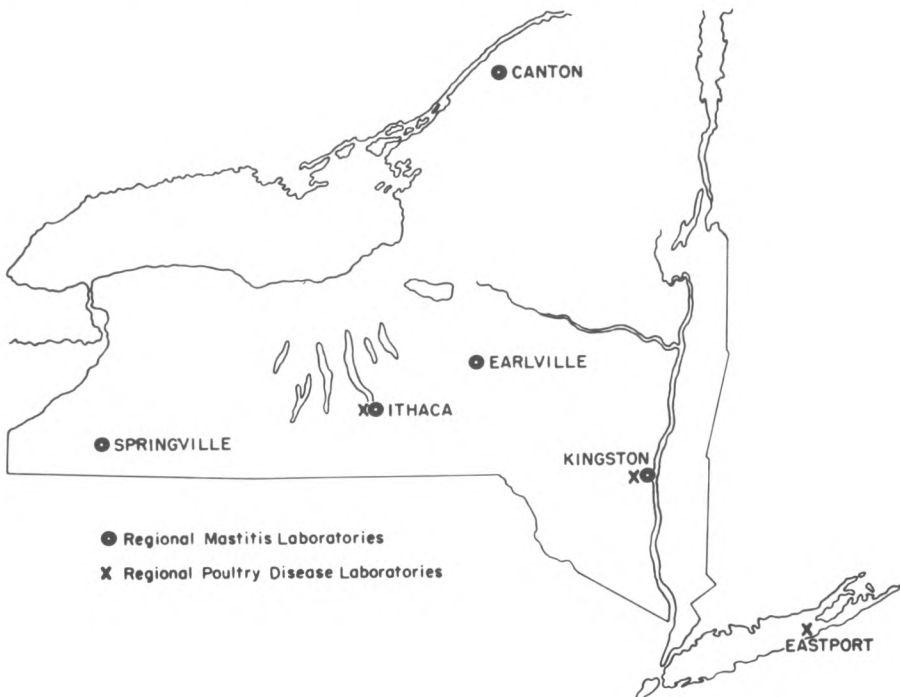 CANTON
EARLVILLE
ITHACA
SPRINGVILLE
KINGSTON
Regional Mastitis Laboratories
X Regional Poultry Disease Laboratories
EASTPORT